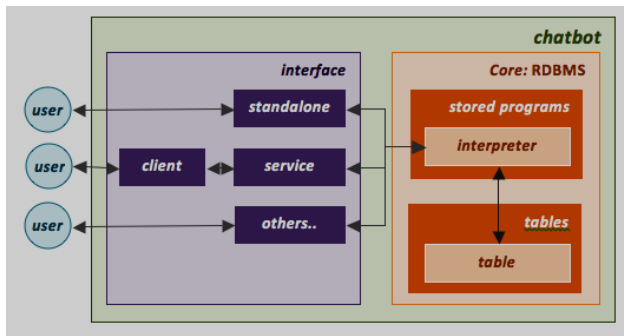 chatbot
interface
Core: RDBMS
user
standalone
stored programs
interpreter
user
client
service
user
others..
tables
table